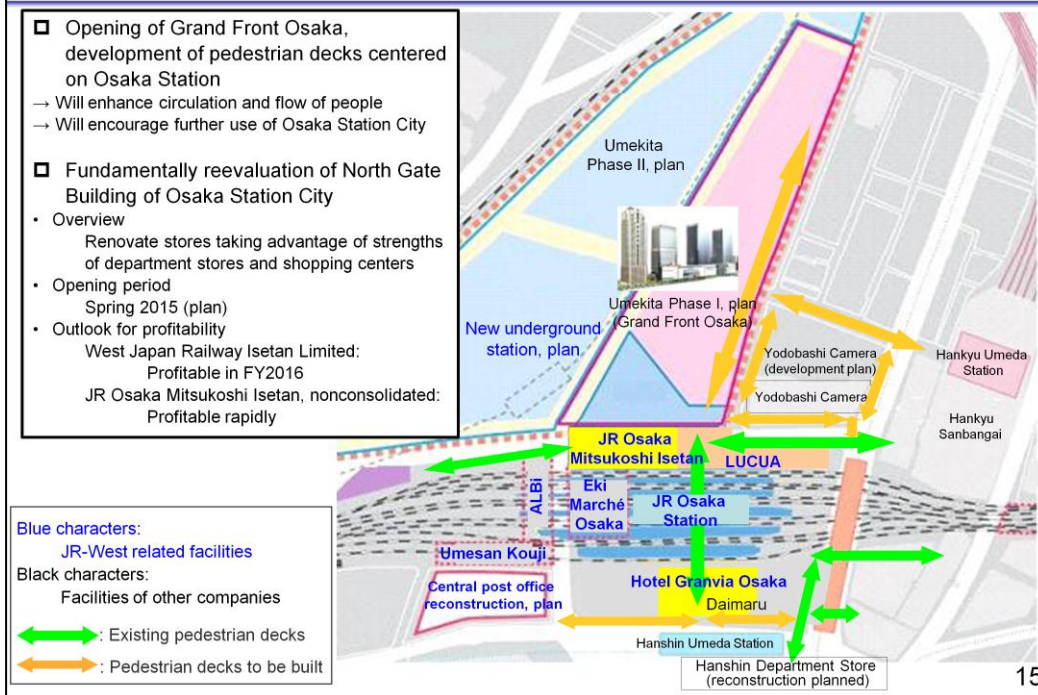 Opening of Grand Front Osaka,
development of pedestrian decks centered
on Osaka Station
→ Will enhance circulation and flow of people
→ Will encourage further use of Osaka Station City
Fundamentally reevaluation of North Gate
Building of Osaka Station City
• Overview
Renovate stores taking advantage of strengths
of department stores and shopping centers
• Opening period
Spring 2015 (plan)
• Outlook for profitability
West Japan Railway Isetan Limited:
Profitable in FY2016
JR Osaka Mitsukoshi Isetan, nonconsolidated:
Profitable rapidly
Umekita
Phase II, plan
Umekita Phase I, plan
(Grand Front Osaka)
New underground
station, plan
Yodobashi Camera
(development plan)
Yodobashi Camera
Hankyu Umeda
Station
Hankyu
Sanbangai
JR Osaka
Mitsukoshi Isetan
LUCUA
ALBi
Eki
Marché
Osaka
JR Osaka
Station
Umesan Kouji
Central post office
reconstruction, plan
Hotel Granvia Osaka
Daimaru
Hanshin Umeda Station
Hanshin Department Store
(reconstruction planned)
Blue characters:
JR-West related facilities
Black characters:
Facilities of other companies
: Existing pedestrian decks
: Pedestrian decks to be built
15